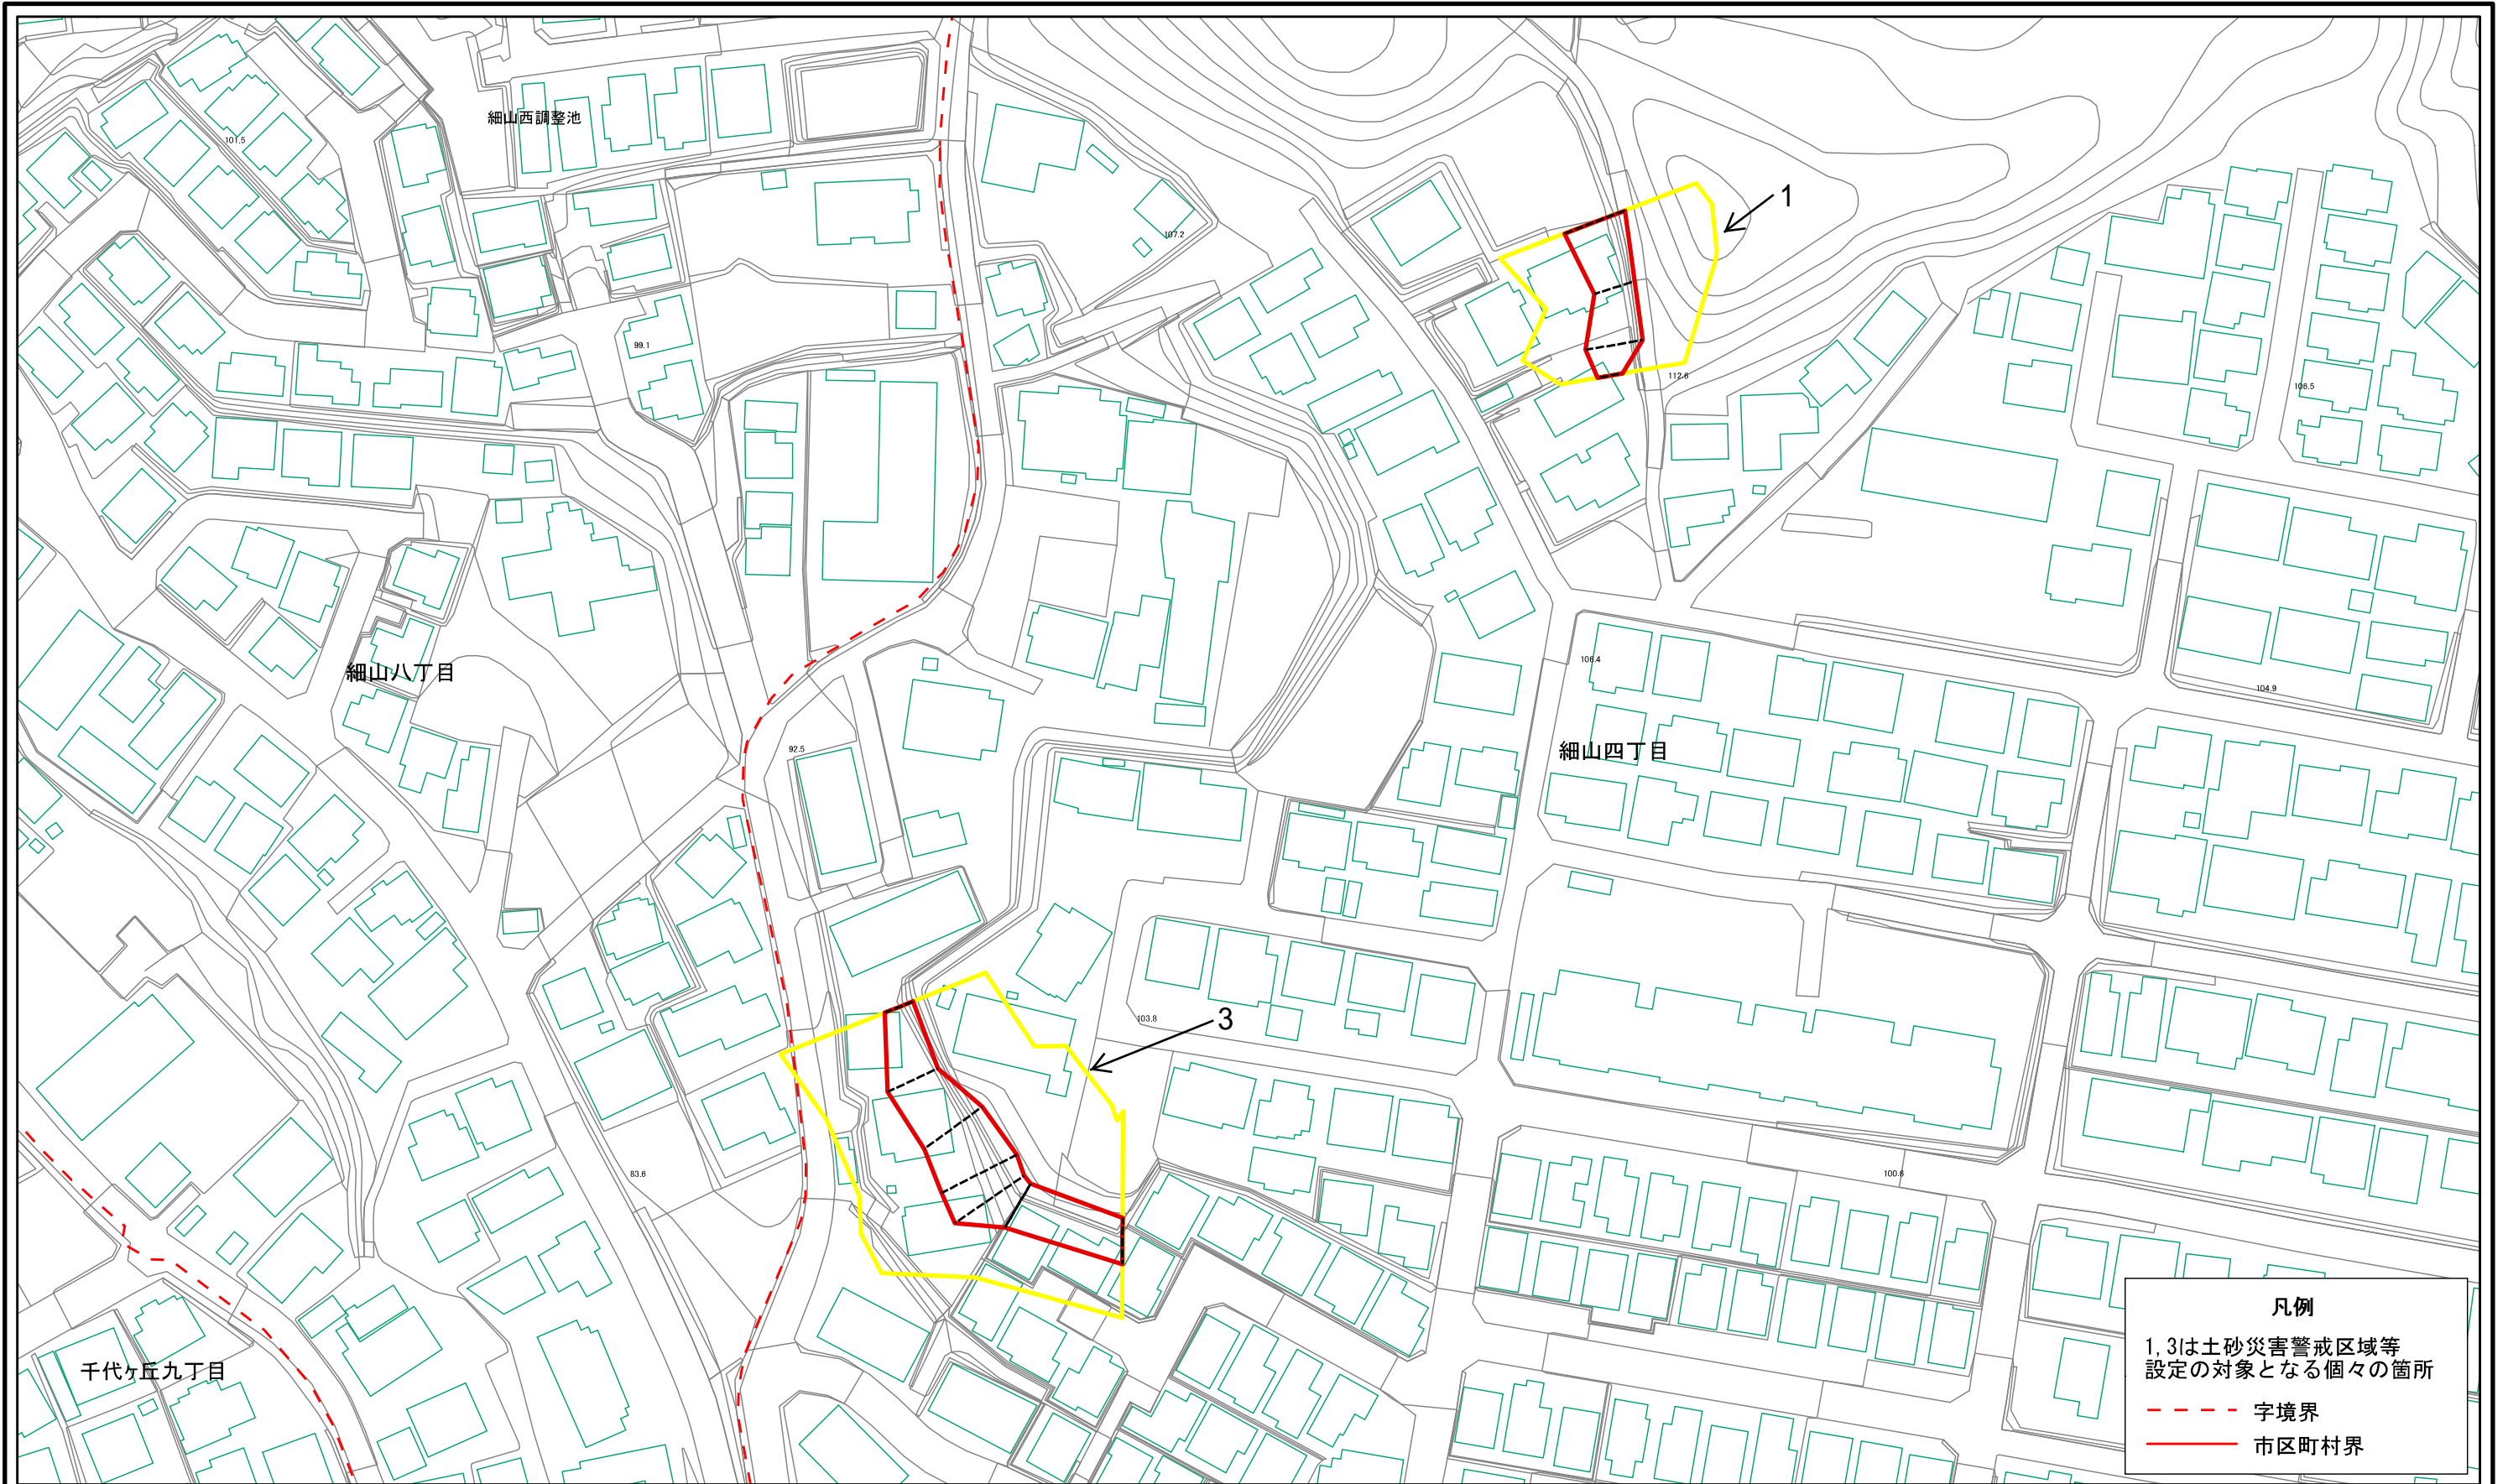 細山西調整池
101.5
1
107.2
99.1
112.6
106.5
細山八丁目
106.4
104.9
92.5
細山四丁目
103.8
3
83.6
100.6
千代ヶ丘九丁目
凡例
1,3は土砂災害警戒区域等
設定の対象となる個々の箇所
字境界
市区町村界